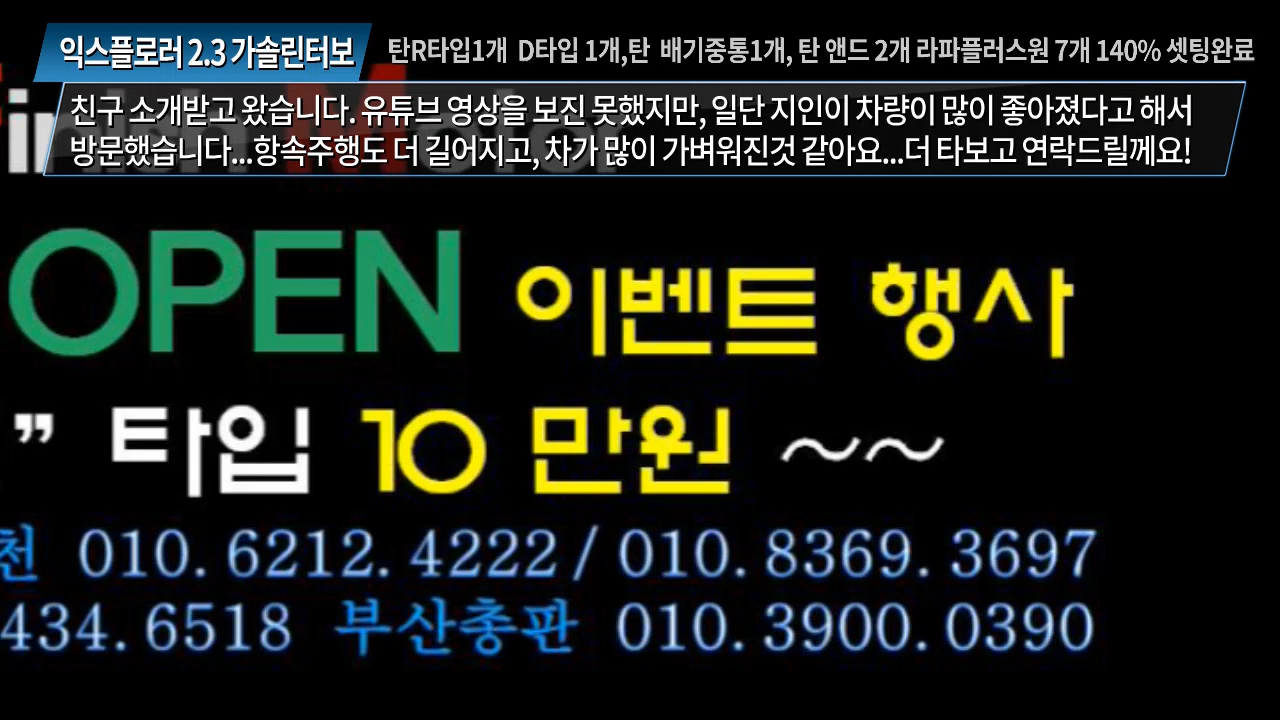 익스플로러 2.3 가솔린터보
탄R타입1개 D타입 1개,탄 배기중통1개, 탄 앤드 2개 라파플러스원 7개 140% 셋팅완료
친구 소개받고 왔습니다. 유튜브 영상을 보진 못했지만, 일단 지인이 차량이 많이 좋아졌다고 해서
방문했습니다...항속주행도 더 길어지고, 차가 많이 가벼워진것 같아요...더 타보고 연락드릴께요!
OPEN 이벤트 행사
” 타입 10 만원 ~~
천 010. 6212. 4222 / 010. 8369. 3697
434. 6518 부산총판 010. 3900. 0390